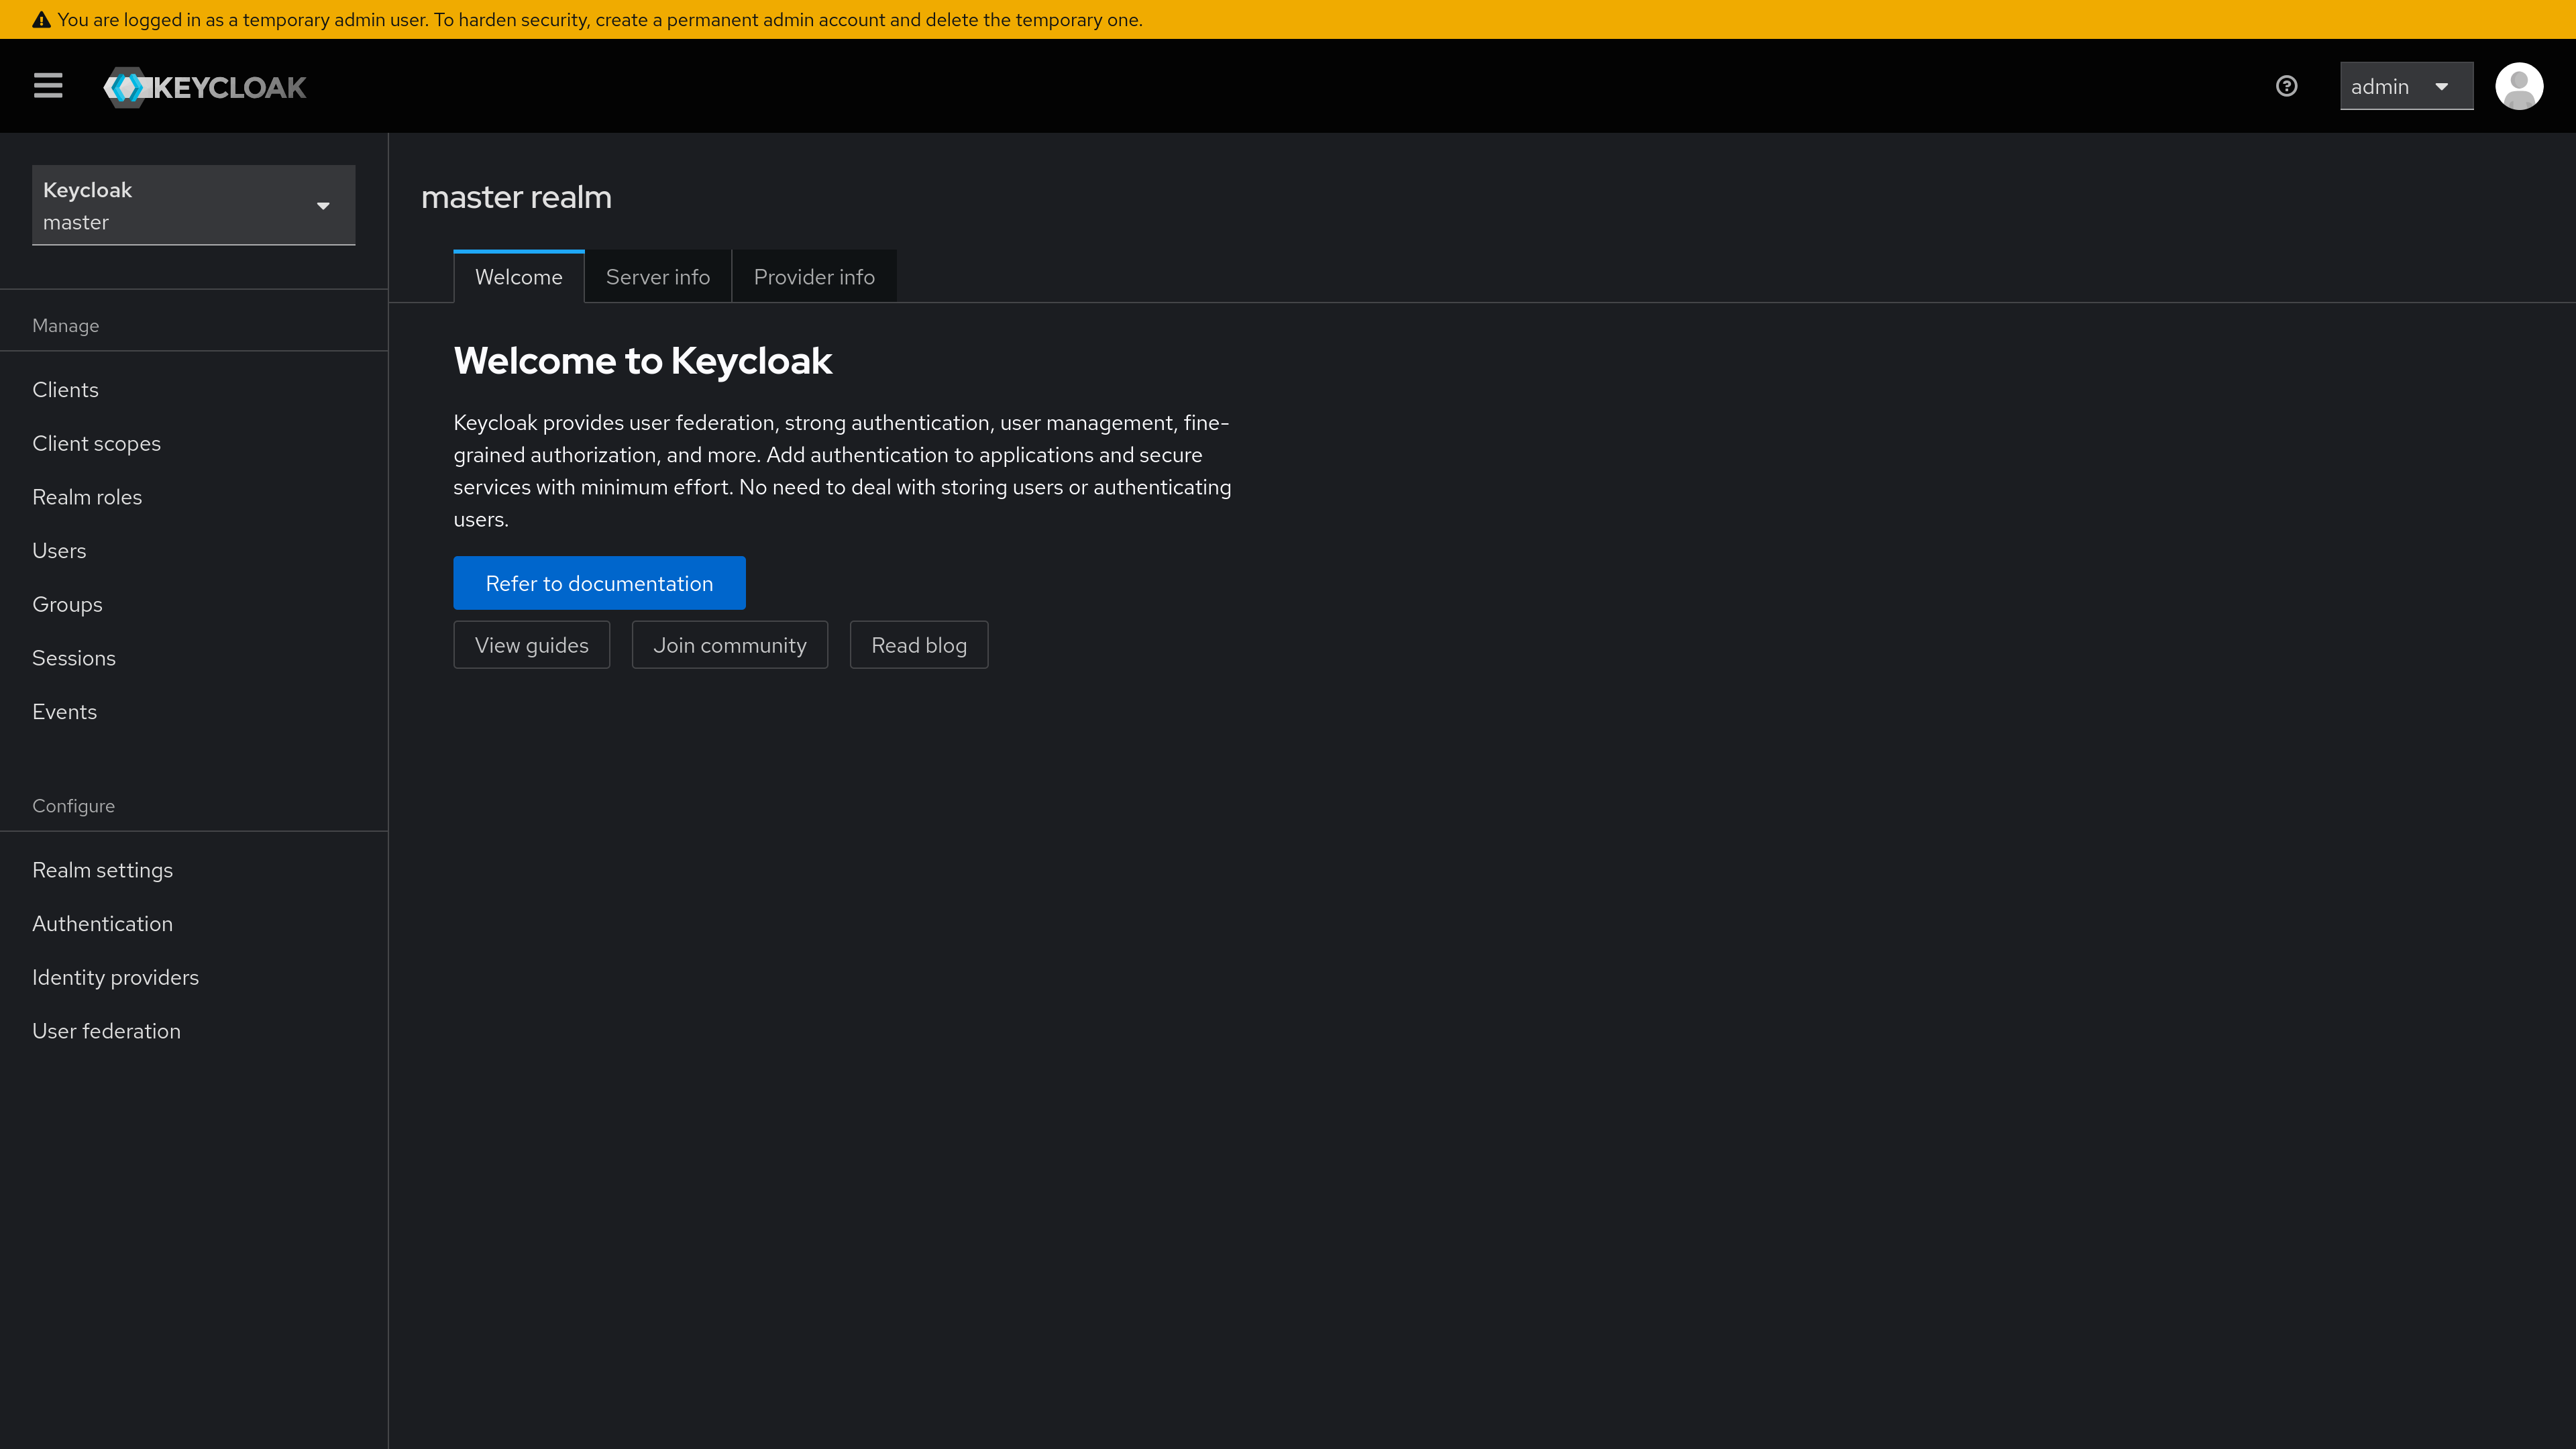 You are logged in as a temporary admin user. To harden security, create a permanent admin account and delete the temporary one.
KEYCLOAK
admin
Keycloak
master
Manage
Clients
Client scopes
Realm roles
Users
Groups
Sessions
Events
Configure
Realm settings
Authentication
Identity providers
User federation
master realm
Welcome
Server info
Provider info
Welcome to Keycloak
Keycloak provides user federation, strong authentication, user management, fine-
grained authorization, and more. Add authentication to applications and secure
services with minimum effort. No need to deal with storing users or authenticating
users.
Refer to documentation
View guides
Join community
Read blog